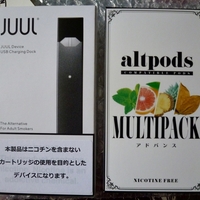 JUUL
JUUL Device
USB Charging Dock
The Alternative
For Adult Smokers
本製品はニコチンを含まない
カートリッジの使用を目的とした
デバイスになります。
altpods
COMPATIBLE PODS
MULTIPACK
アドバンス
NICOTINE FREE